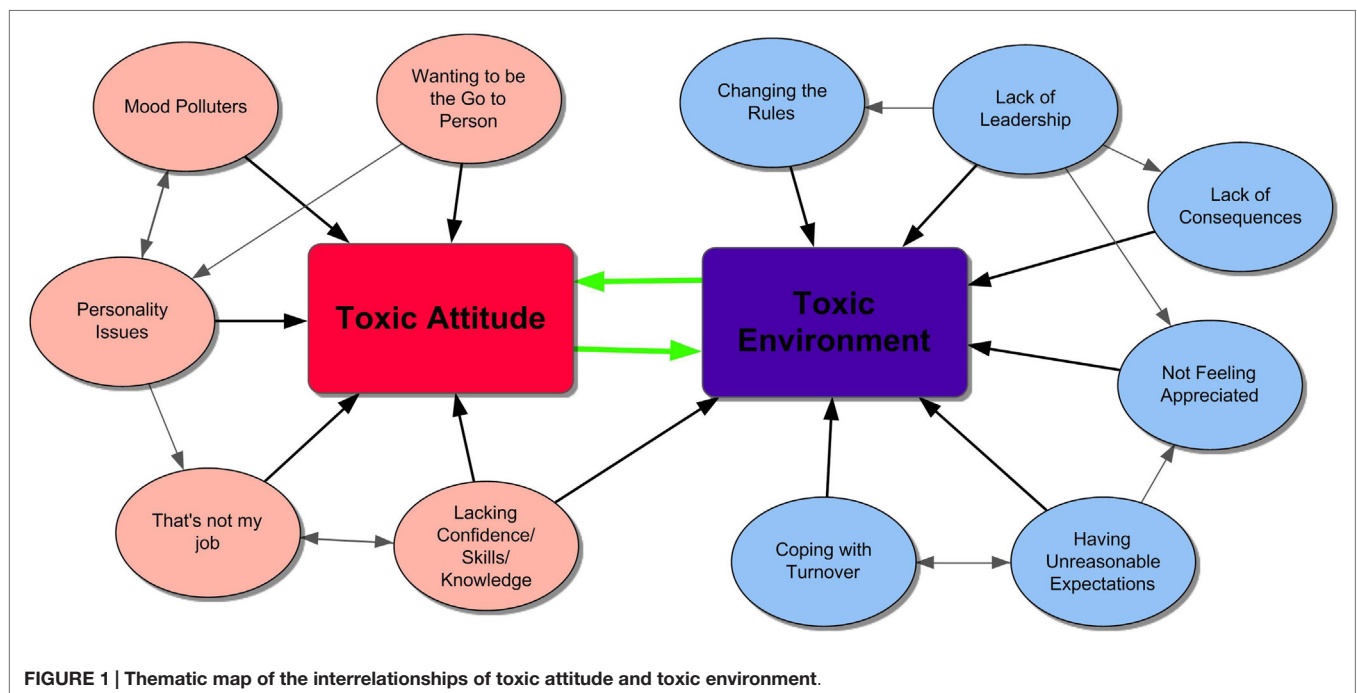 Mood Polluters
Wanting to be
the Go to
Person
Changing the
Rules
Lack of
Leadership
Lack of
Consequences
Personality
Issues
Toxic Attitude
Toxic
Environment
Not Feeling
Appreciated
That's not my
job
Lacking
Confidence/
Skills/
Knowledge
Coping with
Turnover
Having
Unreasonable
Expectations
FIGURE 1 | Thematic map of the interrelationships of toxic attitude and toxic environment.